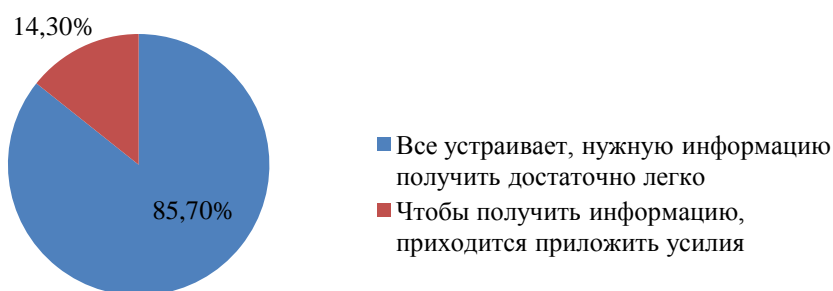 14,30%
85,70%
Все устраивает, нужную информацию
получить достаточно легко
Чтобы получить информацию,
приходится приложить усилия